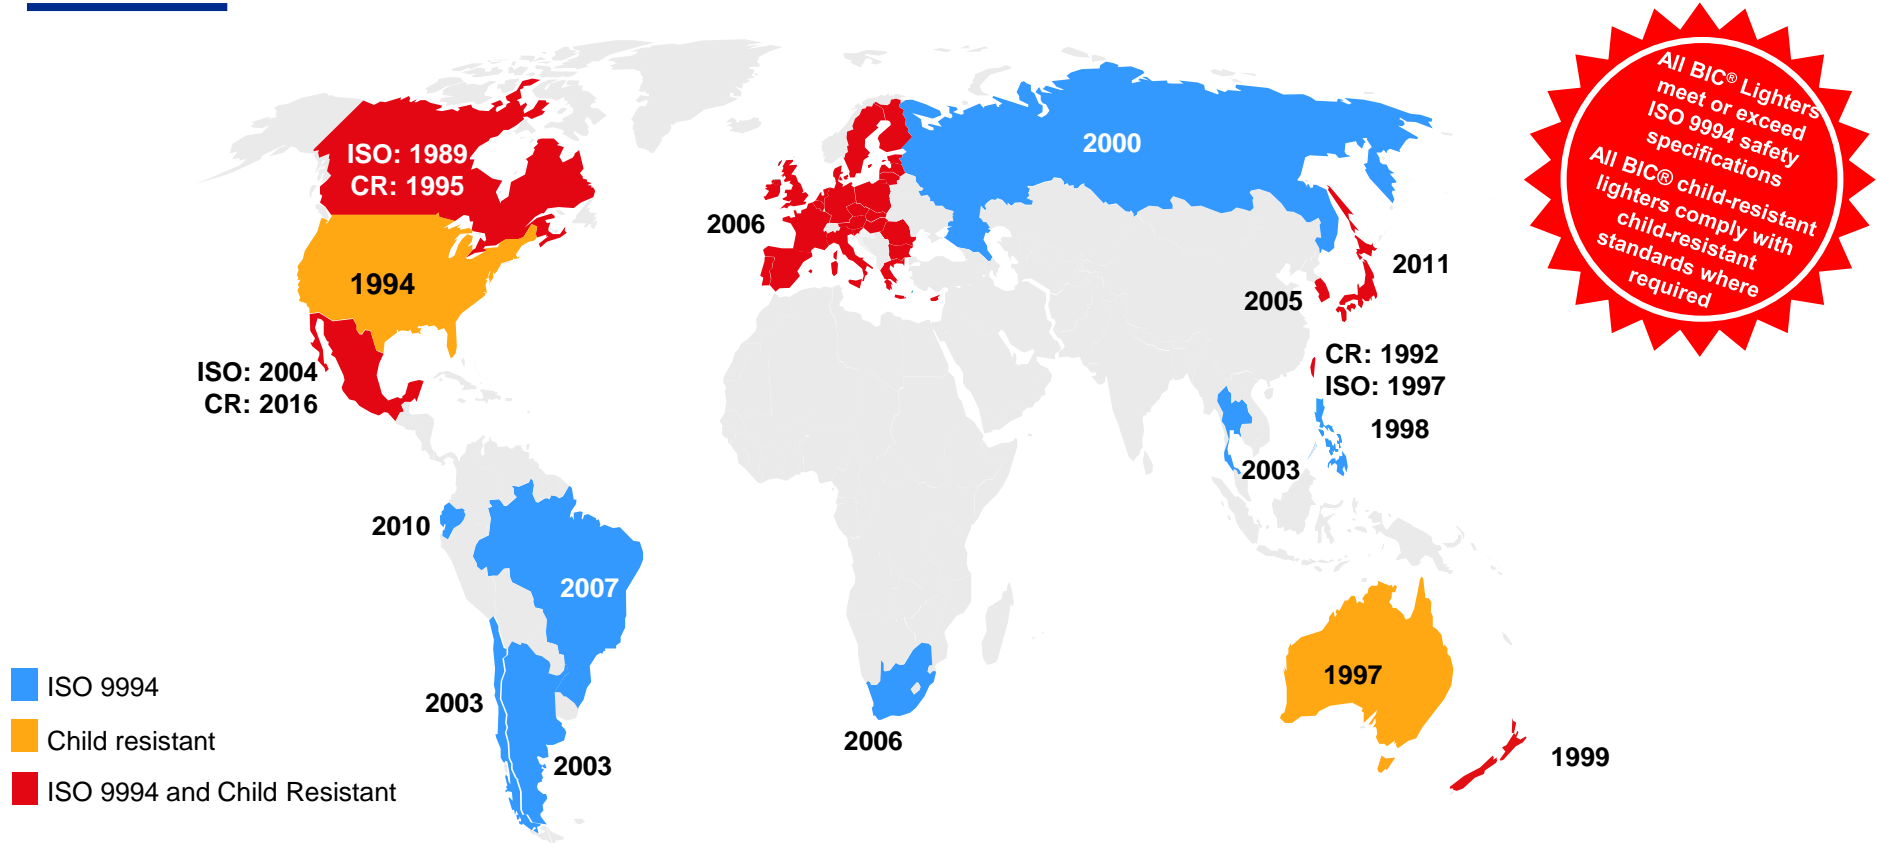 All BIC® Lighters
meet or exceed
ISO 9994 safety
specifications
All BIC® child-resistant
lighters comply with
child-resistant
standards where
required
ISO: 1989
CR: 1995
2000
2006
1994
2011
2005
ISO: 2004
CR: 2016
CR: 1992
ISO: 1997
1998
2003
2010
2007
2003
2003
2006
1997
1999
ISO 9994
Child resistant
ISO 9994 and Child Resistant